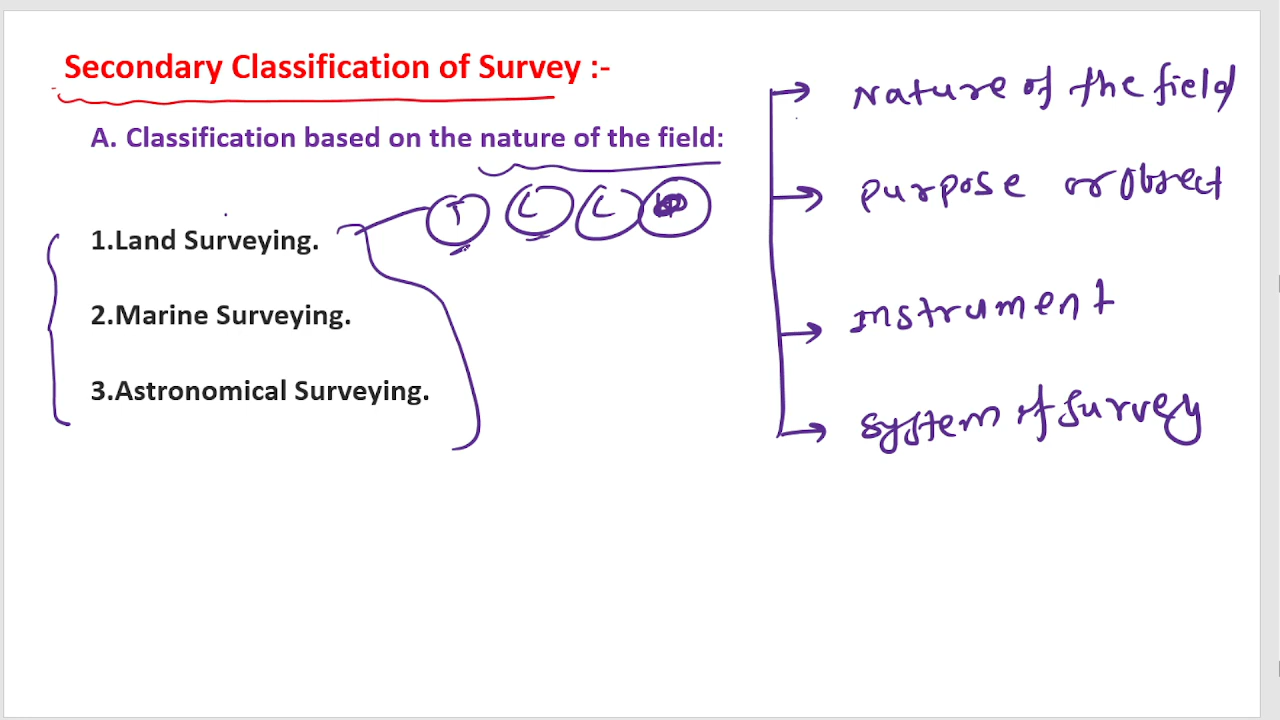 Secondary Classification of Survey :-
A. Classification based on the nature of the field:
T L L
1.Land Surveying.
2.Marine Surveying.
3.Astronomical Surveying.
Nature of the field
Purpose or Object
Instrument
System of Survey